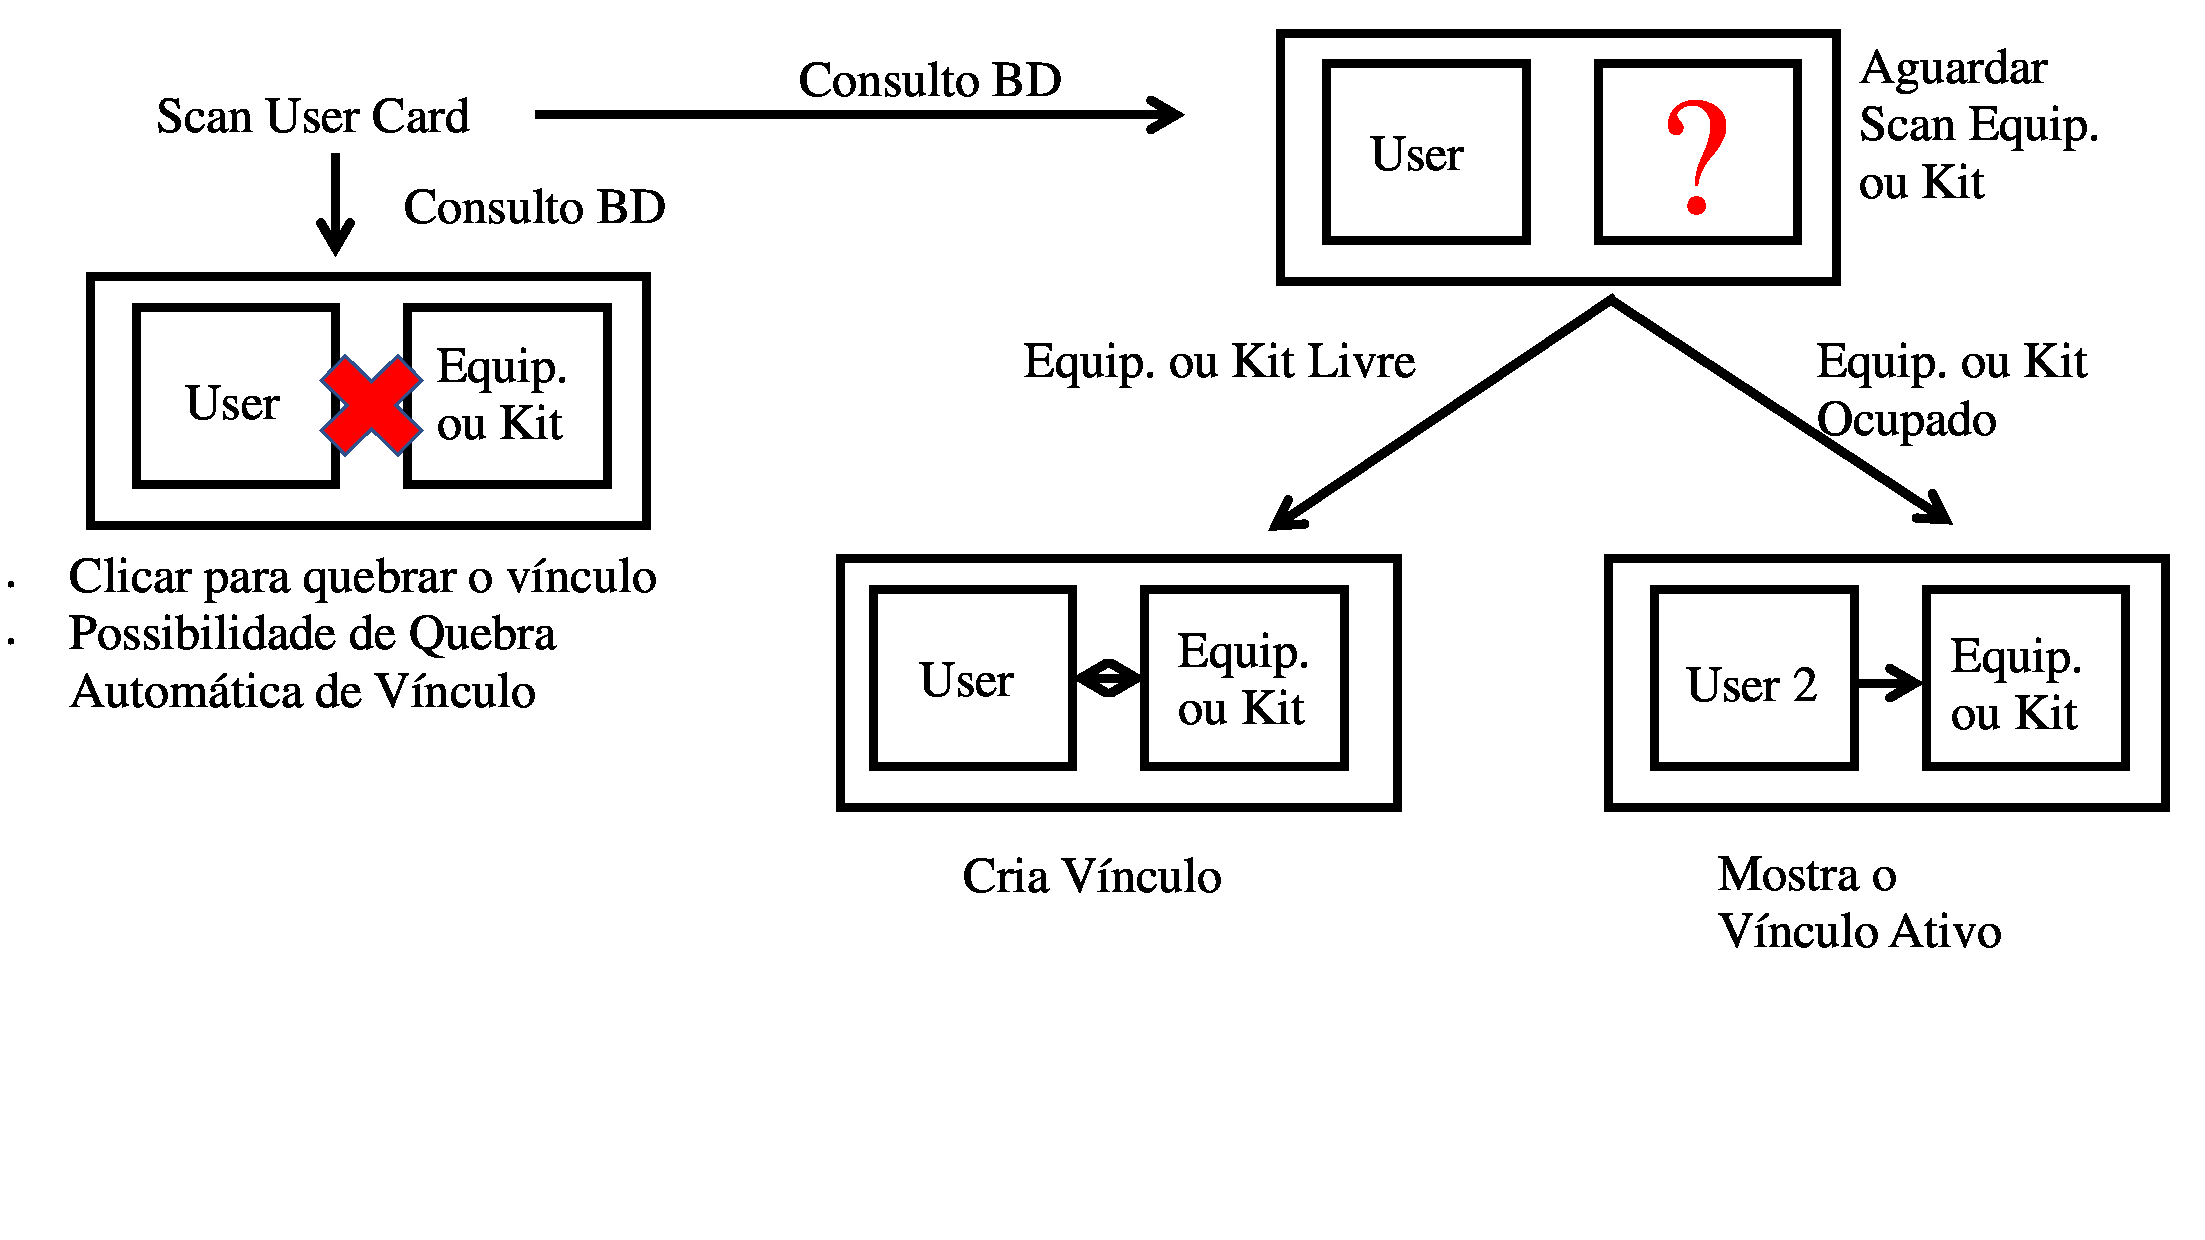 Scan User Card
Consulto BD
Consulto BD
User
?
Aguardar
Scan Equip.
ou Kit
User
Equip.
ou Kit
· Clicar para quebrar o vínculo
· Possibilidade de Quebra
Automática de Vínculo
Equip. ou Kit Livre
Equip. ou Kit
Ocupado
User
Equip.
ou Kit
Cria Vínculo
User 2
Equip.
ou Kit
Mostra o
Vínculo Ativo